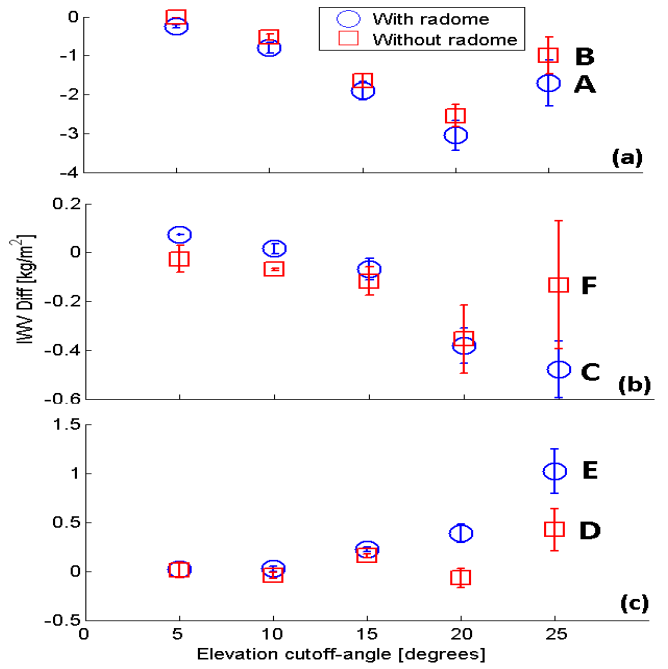 0
With radome
Without radome
-1
B
A
-2
-3
-4
(a)
0.2
0
-0.2
F
-0.4
C
-0.6
(b)
IWV Diff [kg/m²]
1.5
1
E
0.5
D
0
-0.5
(c)
0 5 10 15 20 25
Elevation cutoff-angle [degrees]